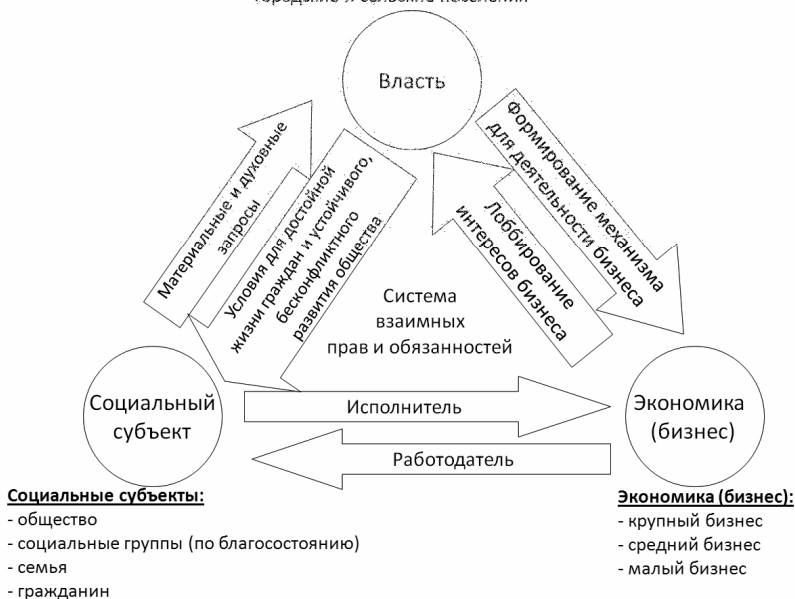 Власть
Материальные и духовные
запросы
Условия для достойной
жизни граждан и устойчивого,
бесконфликтного
развития общества
Формирование механизма
для деятельности бизнеса
Лоббирование
интересов бизнеса
Система
взаимных
прав и обязанностей
Социальный
субъект
Исполнитель
Работодатель
Экономика
(бизнес)
Социальные субъекты:
- общество
- социальные группы (по благосостоянию)
- семья
- гражданин
Экономика (бизнес):
- крупный бизнес
- средний бизнес
- малый бизнес